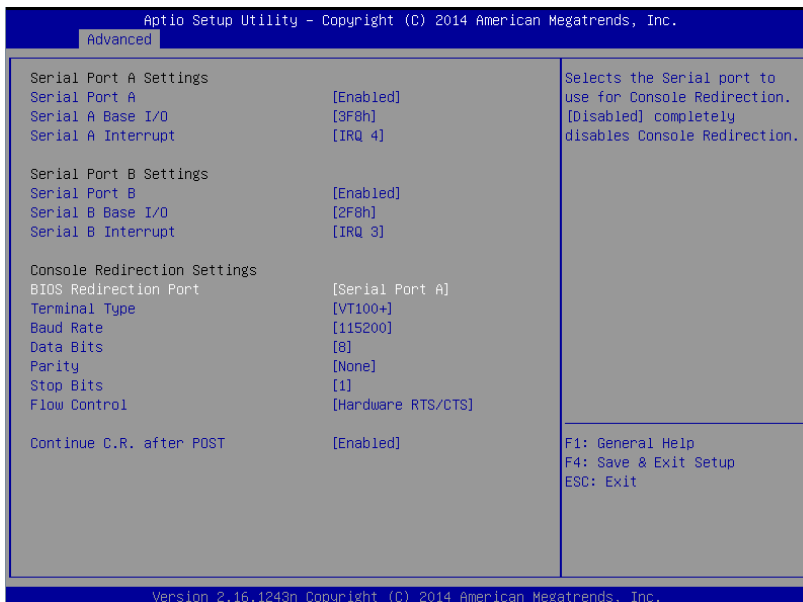 Aptio Setup Utility – Copyright (C) 2014 American Megatrends, Inc.
Advanced
Serial Port A Settings
Serial Port A [Enabled]
Serial A Base I/O [3F8h]
Serial A Interrupt [IRQ 4]
Serial Port B Settings
Serial Port B [Enabled]
Serial B Base I/O [2F8h]
Serial B Interrupt [IRQ 3]
Console Redirection Settings
BIOS Redirection Port [Serial Port A]
Terminal Type [VT100+]
Baud Rate [115200]
Data Bits [8]
Parity [None]
Stop Bits [1]
Flow Control [Hardware RTS/CTS]
Continue C.R. after POST [Enabled]
Selects the Serial port to
use for Console Redirection.
[Disabled] completely
disables Console Redirection.
F1: General Help
F4: Save & Exit Setup
ESC: Exit
Version 2.16.1243n Copyright (C) 2014 American Megatrends, Inc.